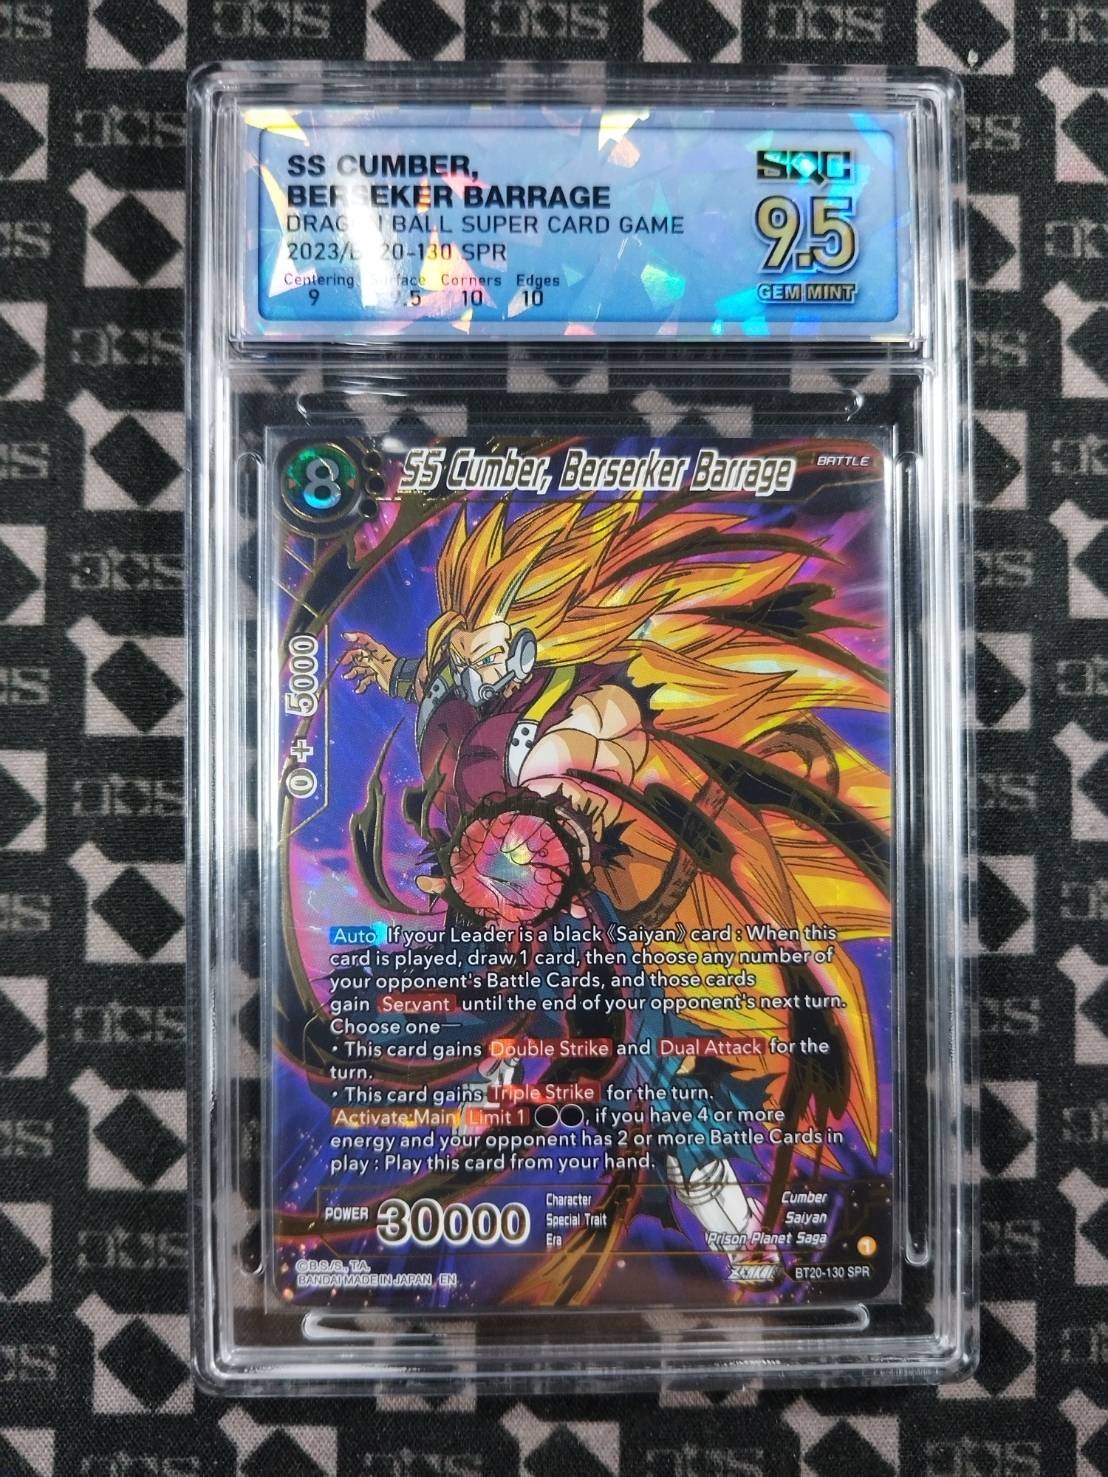 SS CUMBER,
BERSEKER BARRAGE
DRAGON BALL SUPER CARD GAME
2023/B 20-130 SPR
Centering Surface Corners Edges
9 9.5 10 10
SQC
9.5
GEM MINT
8
SS Cumber, Berserker Barrage
BATTLE
0 + 5000
Auto If your Leader is a black 《Saiyan》 card : When this
card is played, draw 1 card, then choose any number of
your opponent's Battle Cards, and those cards
gain Servant until the end of your opponent's next turn.
Choose one—
• This card gains Double Strike and Dual Attack for the
turn.
• This card gains Triple Strike for the turn.
Activate:Main Limit 1 , if you have 4 or more
energy and your opponent has 2 or more Battle Cards in
play : Play this card from your hand.
POWER 30000
Character Cumber
Special Trait Saiyan
Era Prison Planet Saga
©B.S./S., T.A.
BANDAI MADE IN JAPAN EN
ZENKAI
1
BT20-130 SPR